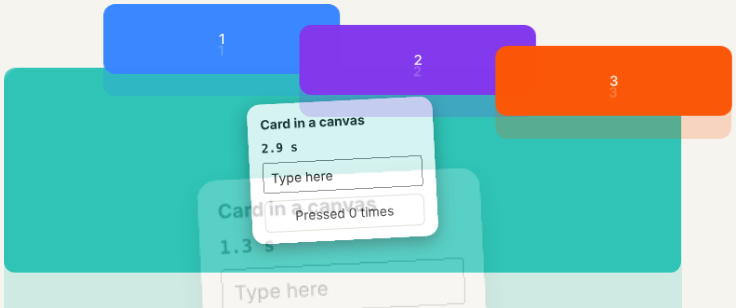 1
1
2
2
3
3
Card in a canvas
2.9 s
Type here
Pressed 0 times
Card in a canvas
1.3 s
Type here